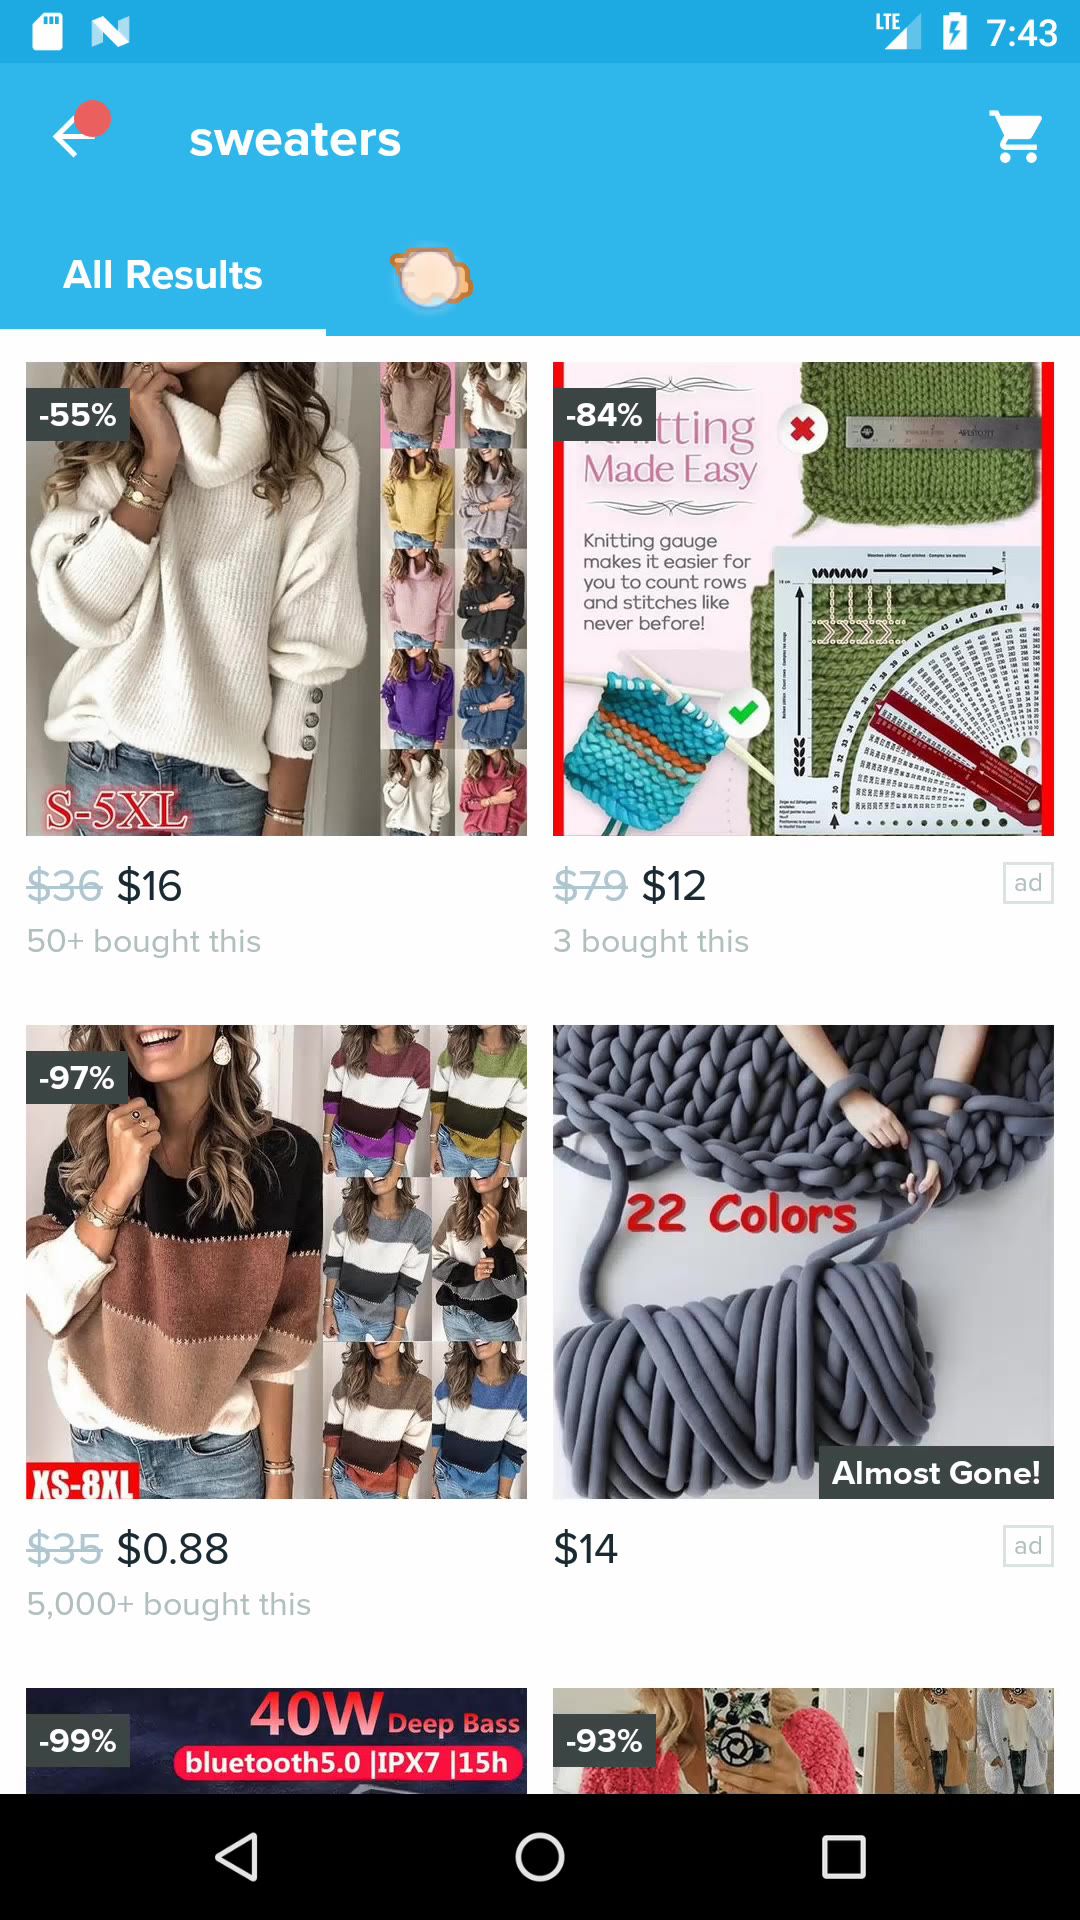 LTE 7:43
sweaters
All Results
-55%
S-5XL
$36 $16
50+ bought this
-84%
Knitting
Made Easy
Knitting gauge
makes it easier for
you to count rows
and stitches like
never before!
$79 $12
ad
3 bought this
-97%
XS-8XL
$35 $0.88
5,000+ bought this
22 Colors
Almost Gone!
$14
ad
-99%
40W Deep Bass
bluetooth5.0 |IPX7 |15h
-93%